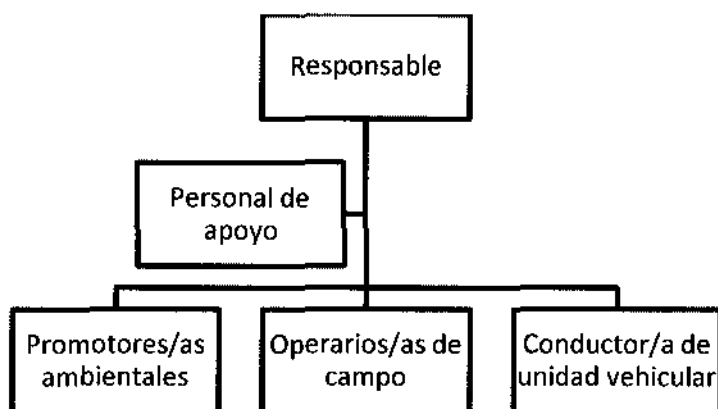 Responsable
Personal de
apoyo
Promotores/as
ambientales
Operarios/as de
campo
Conductor/a de
unidad vehicular